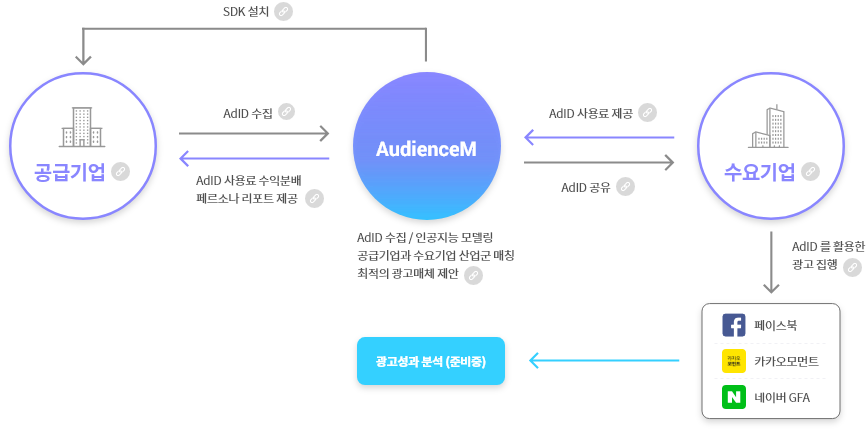 SDK 설치
공급기업
AdID 수집
AdID 사용료 수익분배
페르소나 리포트 제공
AudienceM
AdID 수집 / 인공지능 모델링
공급기업과 수요기업 산업군 매칭
최적의 광고매체 제안
AdID 사용료 제공
AdID 공유
수요기업
AdID 를 활용한
광고 집행
페이스북
카카오
모먼트
카카오모먼트
네이버 GFA
광고성과 분석 (준비중)